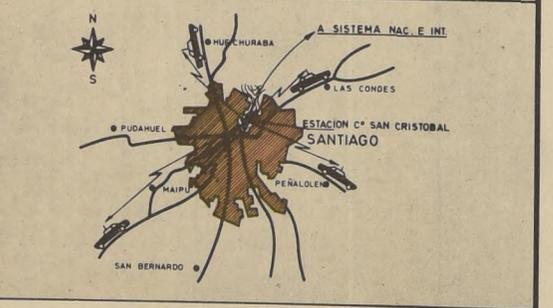 N
S
A SISTEMA NAC. E INT.
HUECHURABA
LAS CONDES
PUDAHUEL
ESTACION Cº SAN CRISTOBAL
SANTIAGO
MAIPU
PEÑALOLEN
SAN BERNARDO